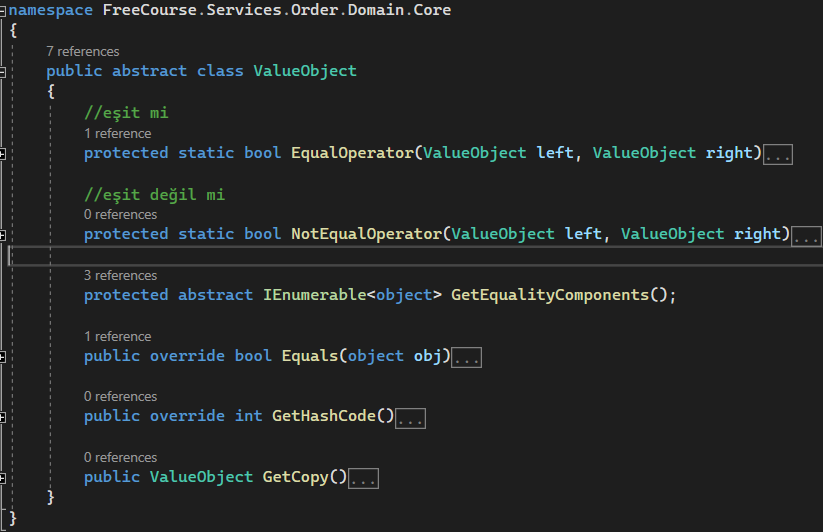 namespace FreeCourse.Services.Order.Domain.Core
{
7 references
public abstract class ValueObject
{
//eşit mi
1 reference
protected static bool EqualOperator(ValueObject left, ValueObject right)...
//eşit değil mi
0 references
protected static bool NotEqualOperator(ValueObject left, ValueObject right)...
3 references
protected abstract IEnumerable<object> GetEqualityComponents();
1 reference
public override bool Equals(object obj)...
0 references
public override int GetHashCode()...
0 references
public ValueObject GetCopy()...
}
}